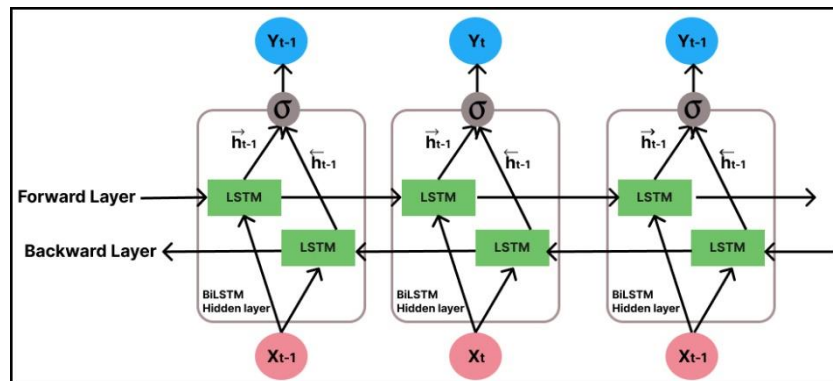 Yt-1 Yt Yt-1
σ σ σ
→ht-1 ←ht-1 →ht-1 ←ht-1 →ht-1 ←ht-1
Forward Layer LSTM LSTM LSTM
Backward Layer LSTM LSTM LSTM
BiLSTM BiLSTM BiLSTM
Hidden layer Hidden layer Hidden layer
Xt-1 Xt Xt-1